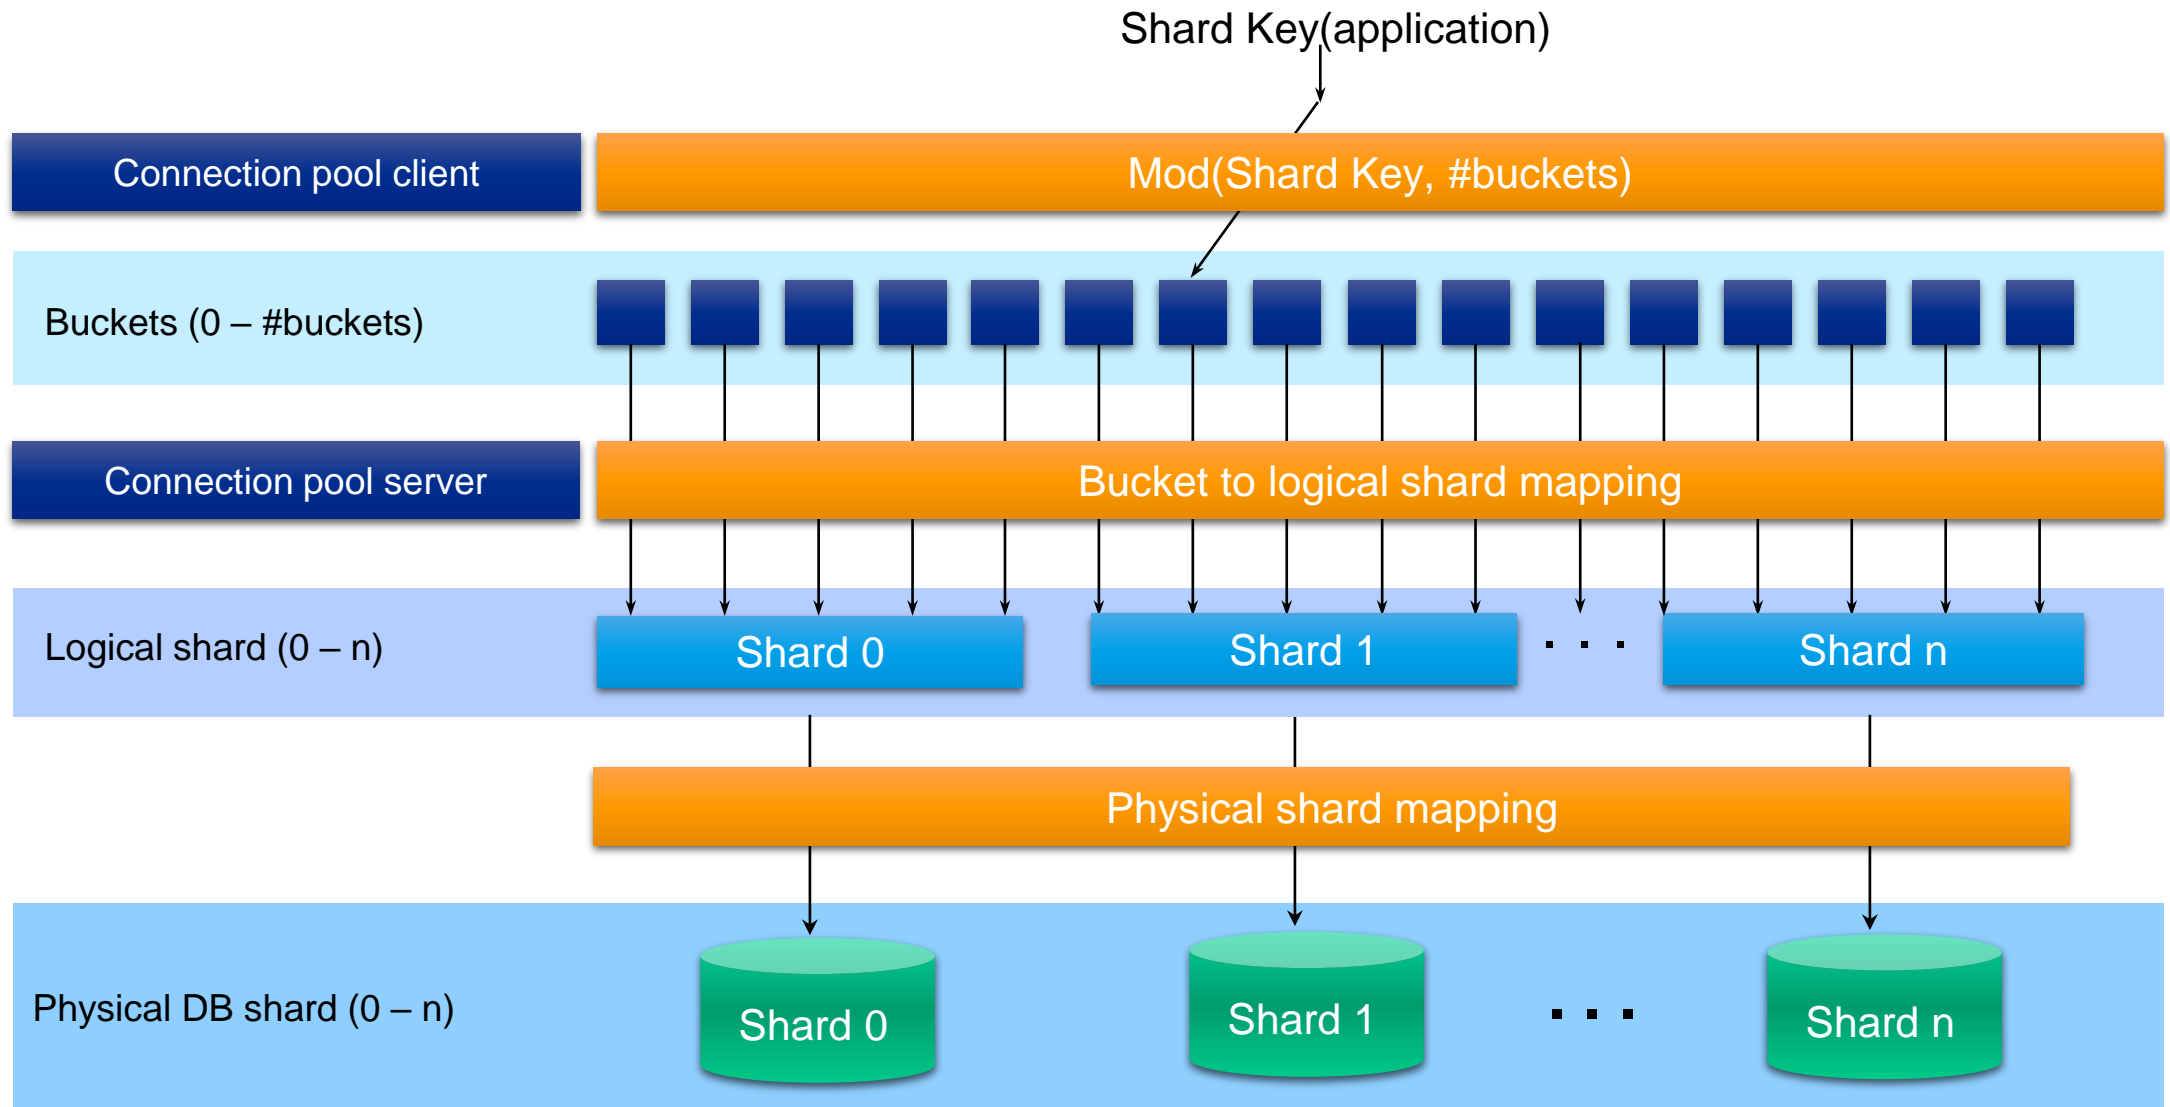 Shard Key(application)
Connection pool client
Mod(Shard Key, #buckets)
Buckets (0 – #buckets)
Connection pool server
Bucket to logical shard mapping
Logical shard (0 – n)
Shard 0
Shard 1
. . .
Shard n
Physical shard mapping
Physical DB shard (0 – n)
Shard 0
Shard 1
. . .
Shard n